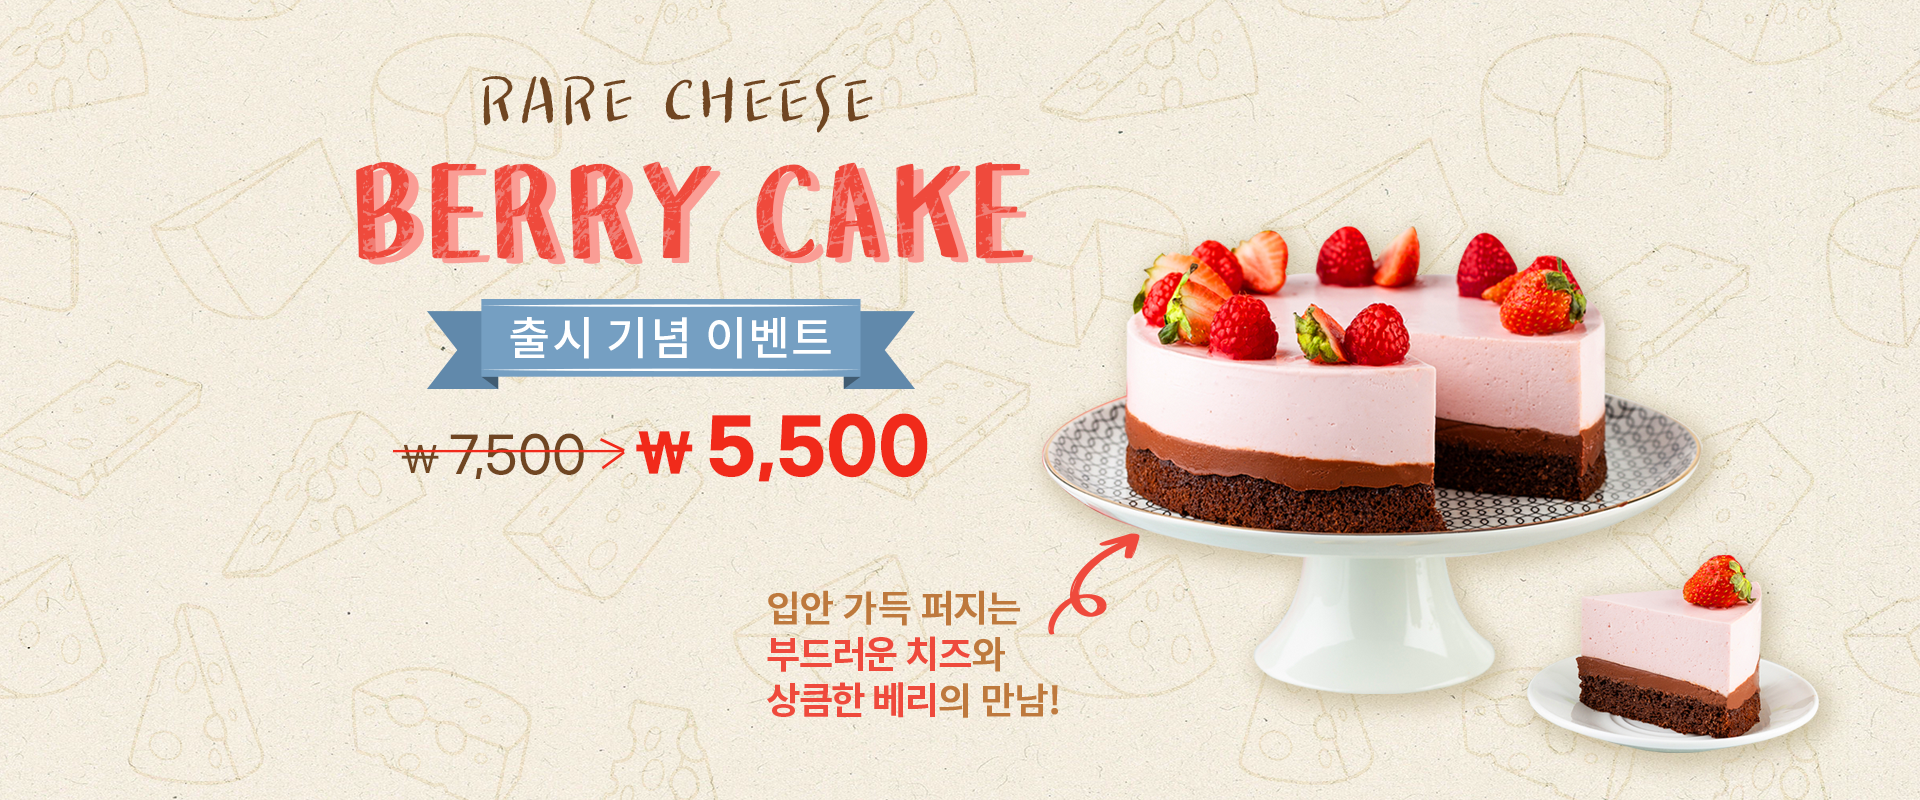 RARE CHEESE
BERRY CAKE
출시 기념 이벤트
₩ 7,500 > ₩ 5,500
입안 가득 퍼지는
부드러운 치즈와
상큼한 베리의 만남!